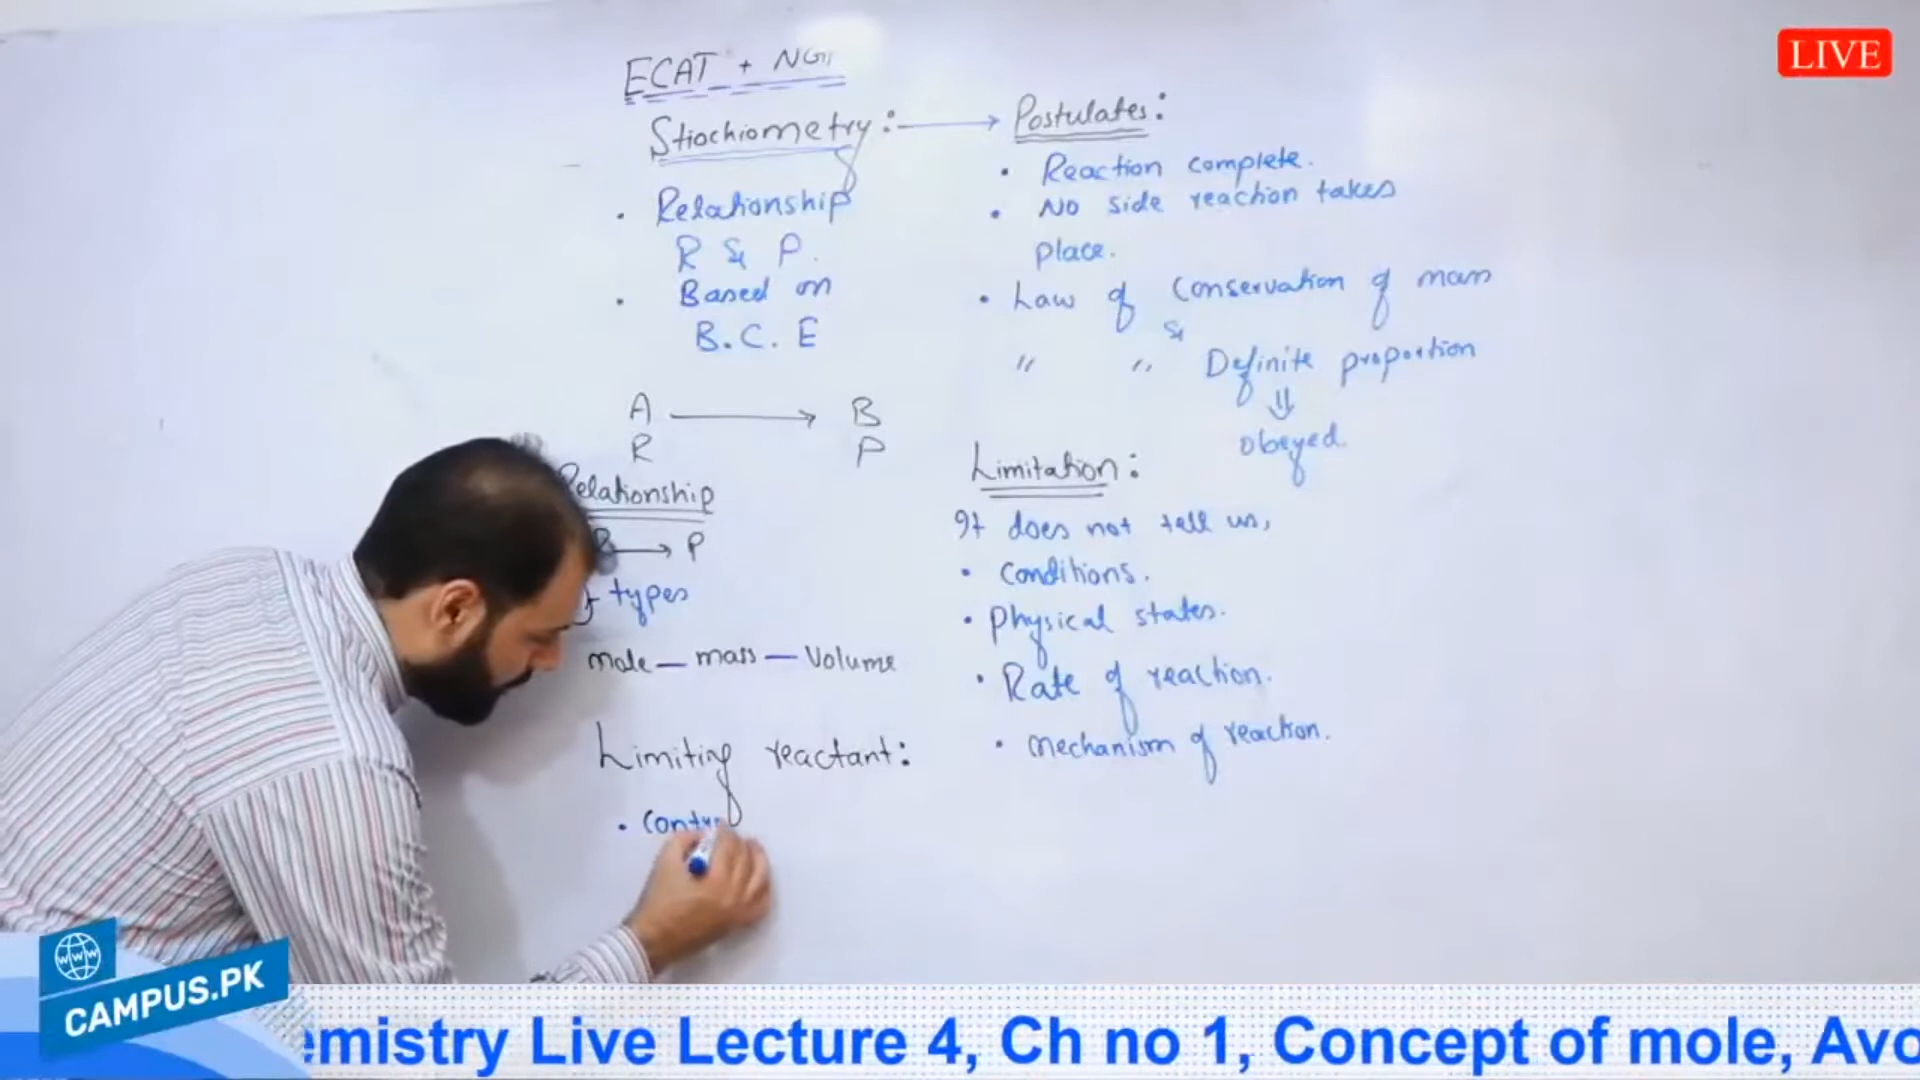 ECAT + NG
Stiochiometry:
• Relationship
R & P.
• Based on
B.C.E
A → B
R P
Relationship
R → P
types
mole — mass — Volume
Limiting reactant:
• Contr
→ Postulates:
• Reaction complete.
• No side reaction takes
place.
• Law of Conservation of mass
&
" " Definite proportion
⇓
obeyed.
Limitation:
It does not tell us,
• Conditions.
• Physical states.
• Rate of reaction.
• Mechanism of reaction.
LIVE
WWW
CAMPUS.PK
emistry Live Lecture 4, Ch no 1, Concept of mole, Avo